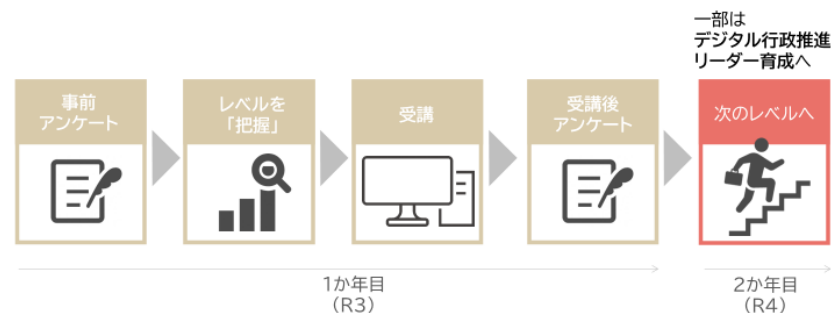 一部は
デジタル行政推進
リーダー育成へ
事前
アンケート
レベルを
「把握」
受講
受講後
アンケート
次のレベルへ
1か年目
（R3）
2か年目
（R4）